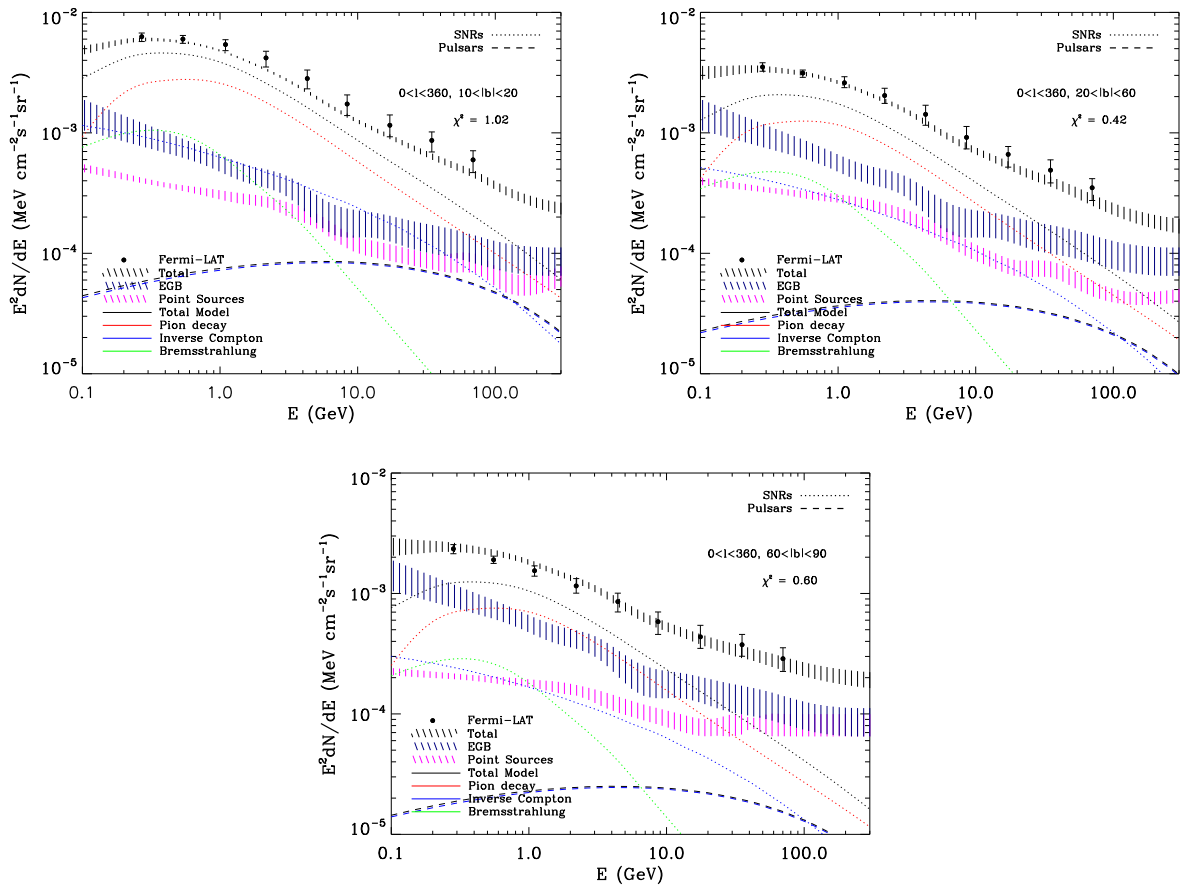 10⁻²
10⁻³
10⁻⁴
10⁻⁵
E²dN/dE (MeV cm⁻²s⁻¹sr⁻¹)
SNRs
Pulsars
0<l<360, 10<|b|<20
χ² = 1.02
Fermi-LAT
Total
EGB
Point Sources
Total Model
Pion decay
Inverse Compton
Bremsstrahlung
0.1 1.0 10.0 100.0
E (GeV)
10⁻²
10⁻³
10⁻⁴
10⁻⁵
E²dN/dE (MeV cm⁻²s⁻¹sr⁻¹)
SNRs
Pulsars
0<l<360, 20<|b|<60
χ² = 0.42
Fermi-LAT
Total
EGB
Point Sources
Total Model
Pion decay
Inverse Compton
Bremsstrahlung
0.1 1.0 10.0 100.0
E (GeV)
10⁻²
10⁻³
10⁻⁴
10⁻⁵
E²dN/dE (MeV cm⁻²s⁻¹sr⁻¹)
SNRs
Pulsars
0<l<360, 60<|b|<90
χ² = 0.60
Fermi-LAT
Total
EGB
Point Sources
Total Model
Pion decay
Inverse Compton
Bremsstrahlung
0.1 1.0 10.0 100.0
E (GeV)